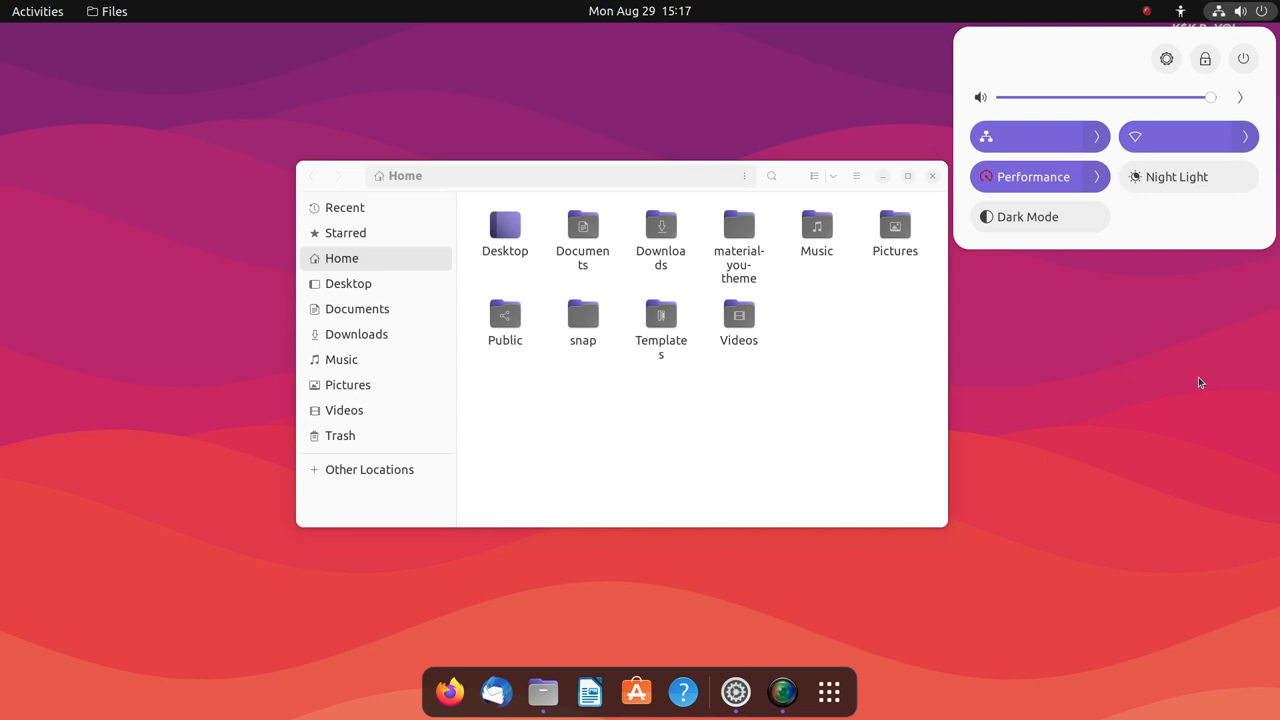 Activities
Files
Mon Aug 29 15:17
Home
Recent
Starred
Home
Desktop
Documents
Downloads
Music
Pictures
Videos
Trash
Other Locations
Desktop
Documen
ts
Downloa
ds
material-
you-
theme
Music
Pictures
Public
snap
Template
s
Videos
Performance
Night Light
Dark Mode